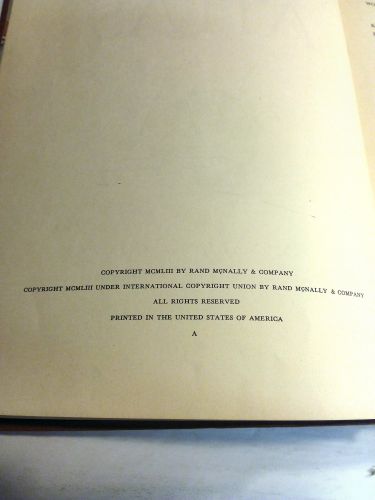 COPYRIGHT MCMLIII BY RAND MCNALLY & COMPANY
COPYRIGHT MCMLIII UNDER INTERNATIONAL COPYRIGHT UNION BY RAND MCNALLY & COMPANY
ALL RIGHTS RESERVED
PRINTED IN THE UNITED STATES OF AMERICA
A